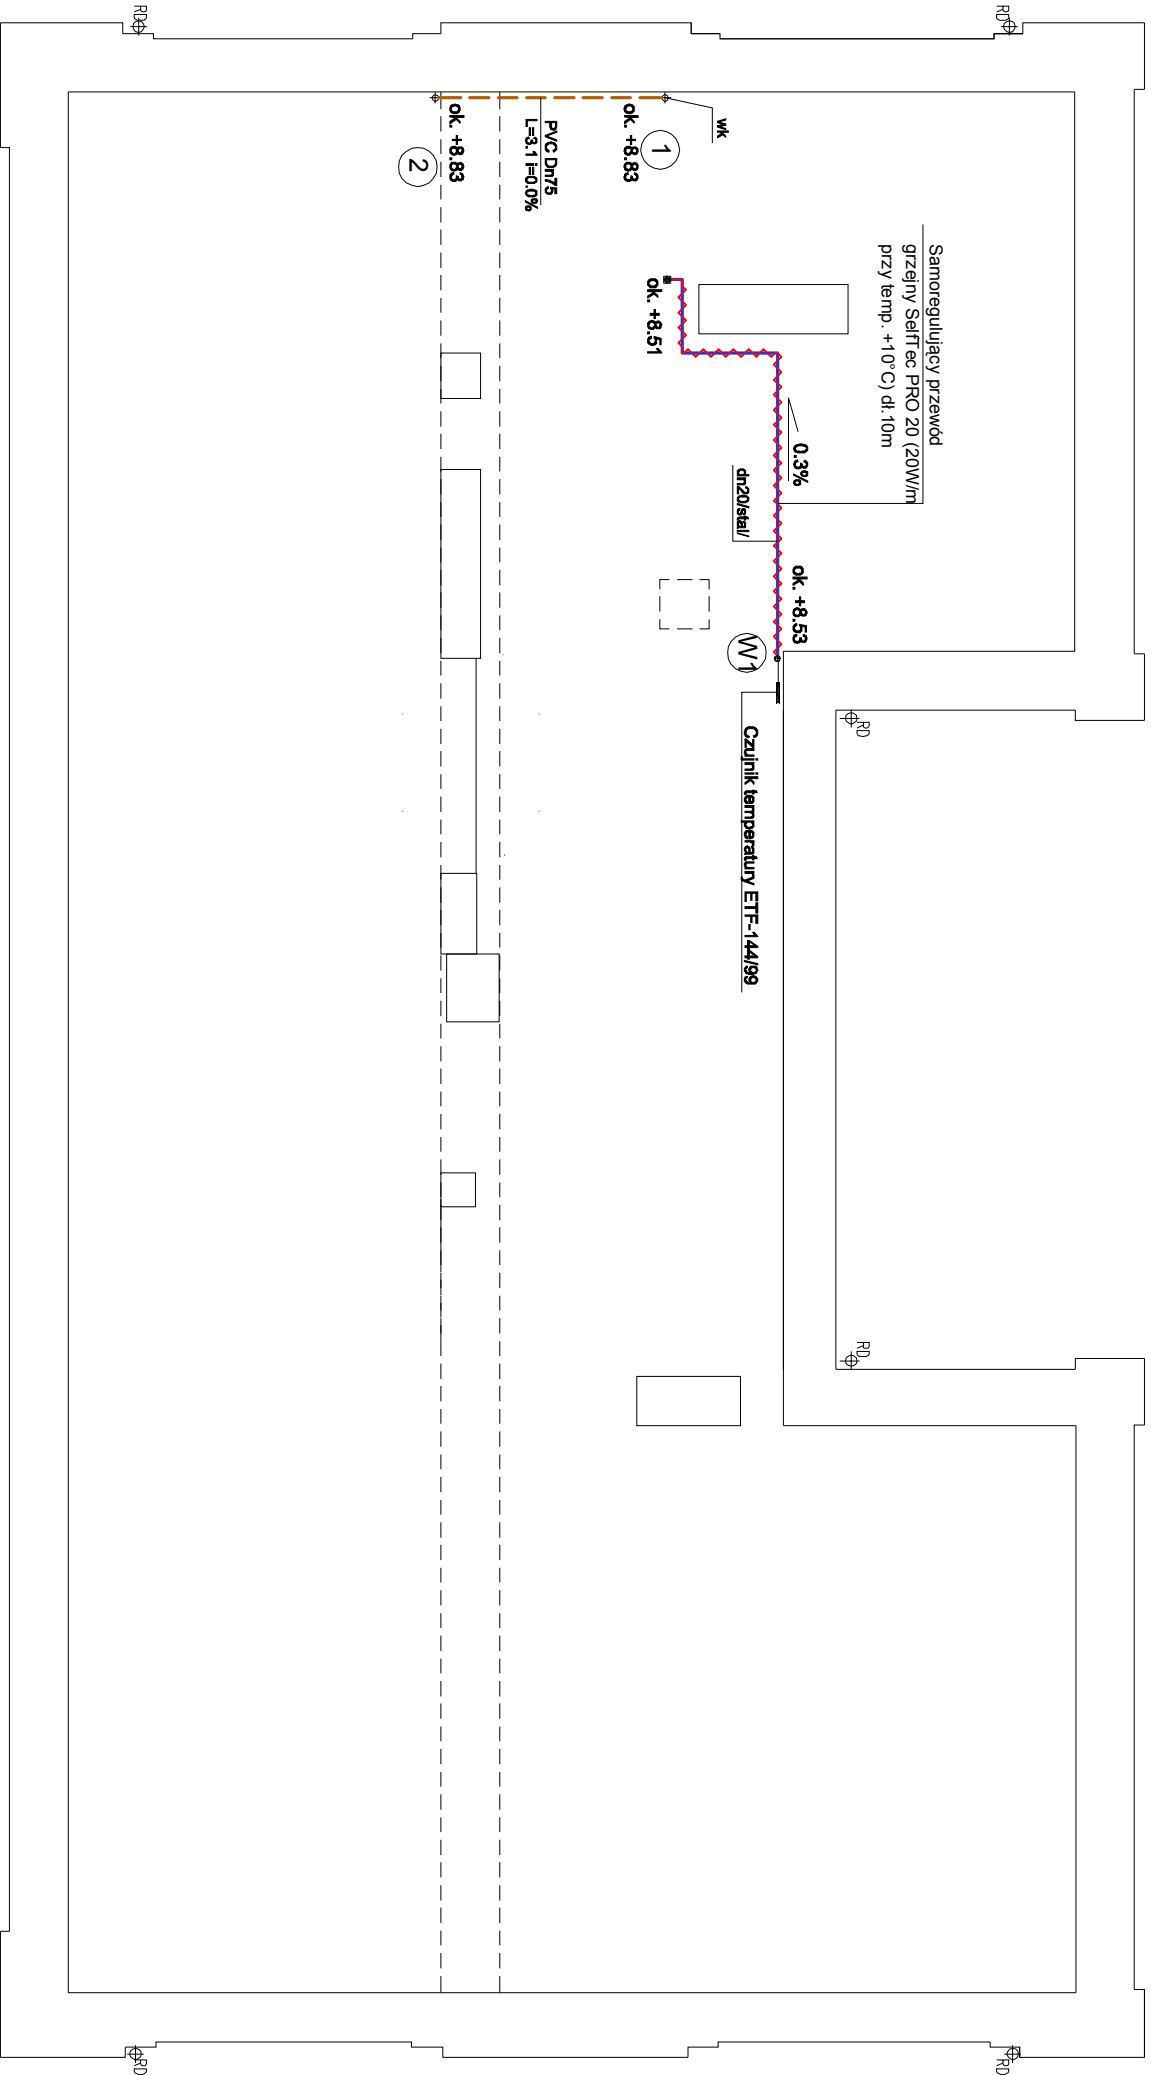 RD
RD
wk
1
ok. +8.83
PVC Dn75
L=3.1 i=0.0%
ok. +8.83
2
Samoregulujący przewód
grzejny SelfTec PRO 20 (20W/m
przy temp. +10°C) dł.10m
ok. +8.51
0.3%
dn20/stal/
ok. +8.53
W1
Czujnik temperatury ETF-144/99
RD
RD
RD
RD